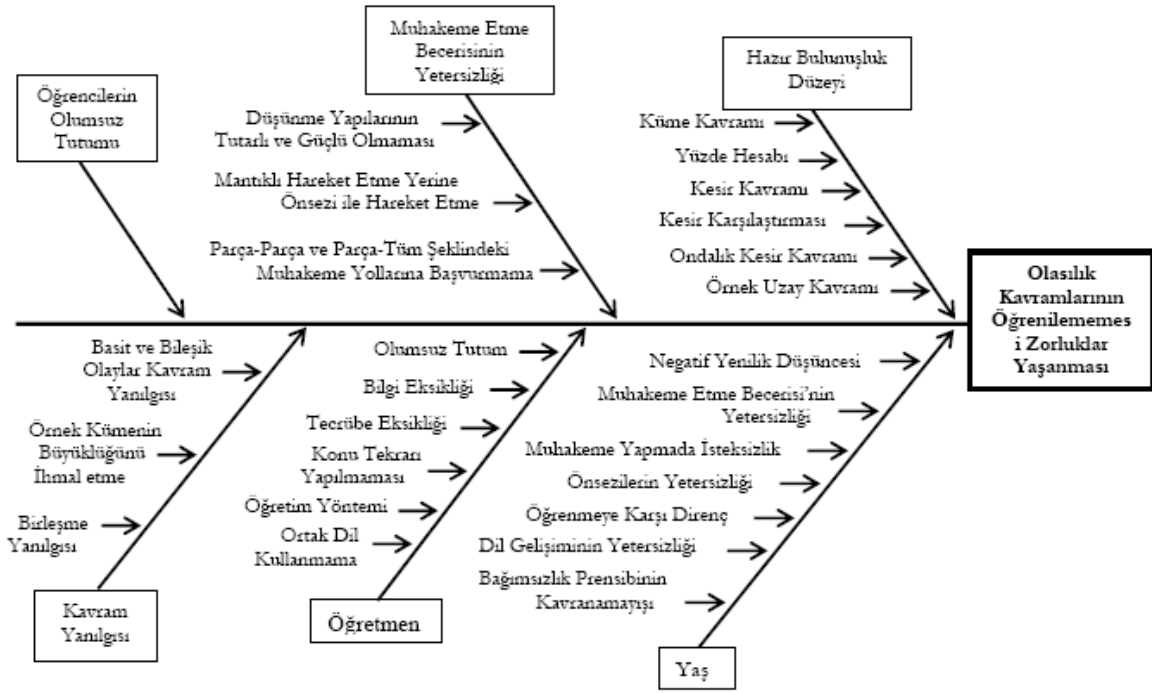 Öğrencilerin
Olumsuz
Tutumu
Muhakeme Etme
Becerisinin
Yetersizliği
Düşünme Yapılarının
Tutarlı ve Güçlü Olmaması
Mantıklı Hareket Etme Yerine
Önsezi ile Hareket Etme
Parça-Parça ve Parça-Tüm Şeklindeki
Muhakeme Yollarına Başvurmama
Hazır Bulunuşluk
Düzeyi
Küme Kavramı
Yüzde Hesabı
Kesir Kavramı
Kesir Karşılaştırması
Ondalık Kesir Kavramı
Örnek Uzay Kavramı
Olasılık
Kavramlarının
Öğrenilememes
i Zorluklar
Yaşanması
Basit ve Bileşik
Olaylar Kavram
Yanılgısı
Örnek Kümenin
Büyüklüğünü
İhmal etme
Birleşme
Yanılgısı
Kavram
Yanılgısı
Olumsuz Tutum
Bilgi Eksikliği
Tecrübe Eksikliği
Konu Tekrarı
Yapılmaması
Öğretim Yöntemi
Ortak Dil
Kullanmama
Öğretmen
Negatif Yenilik Düşüncesi
Muhakeme Etme Becerisi'nin
Yetersizliği
Muhakeme Yapmada İsteksizlik
Önsezilerin Yetersizliği
Öğrenmeye Karşı Direnç
Dil Gelişiminin Yetersizliği
Bağımsızlık Prensibinin
Kavranamayışı
Yaş